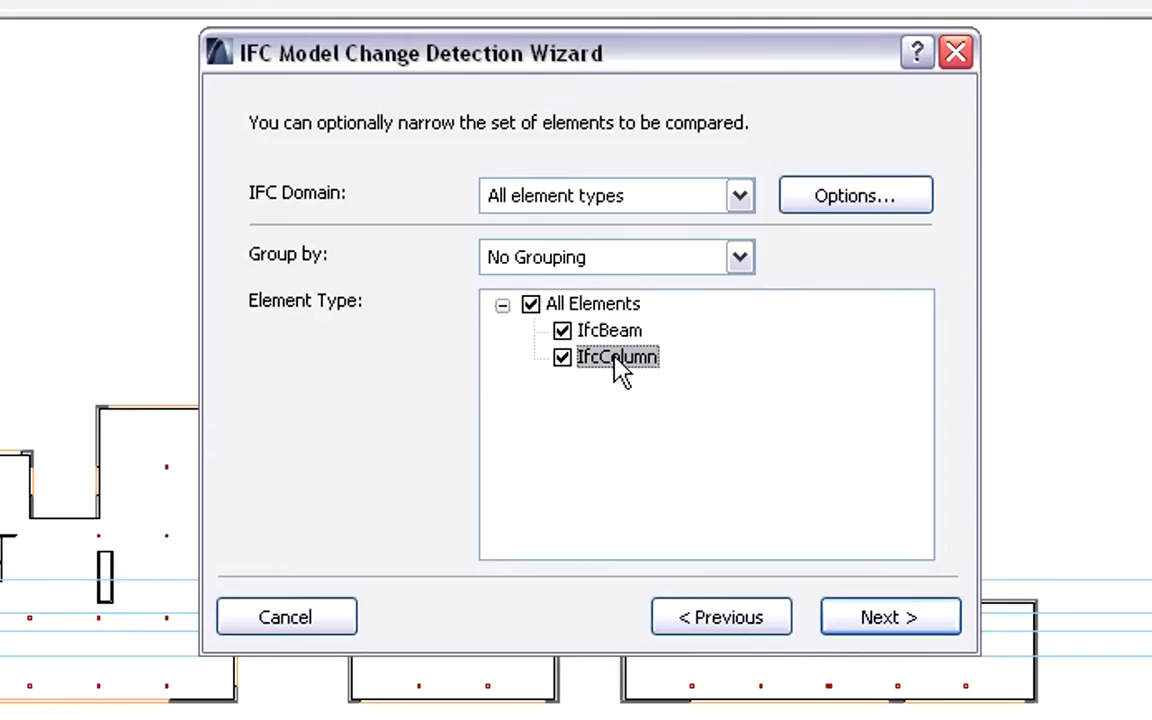 IFC Model Change Detection Wizard
?
You can optionally narrow the set of elements to be compared.
IFC Domain:
All element types
Options...
Group by:
No Grouping
Element Type:
All Elements
IfcBeam
IfcColumn
Cancel
< Previous
Next >